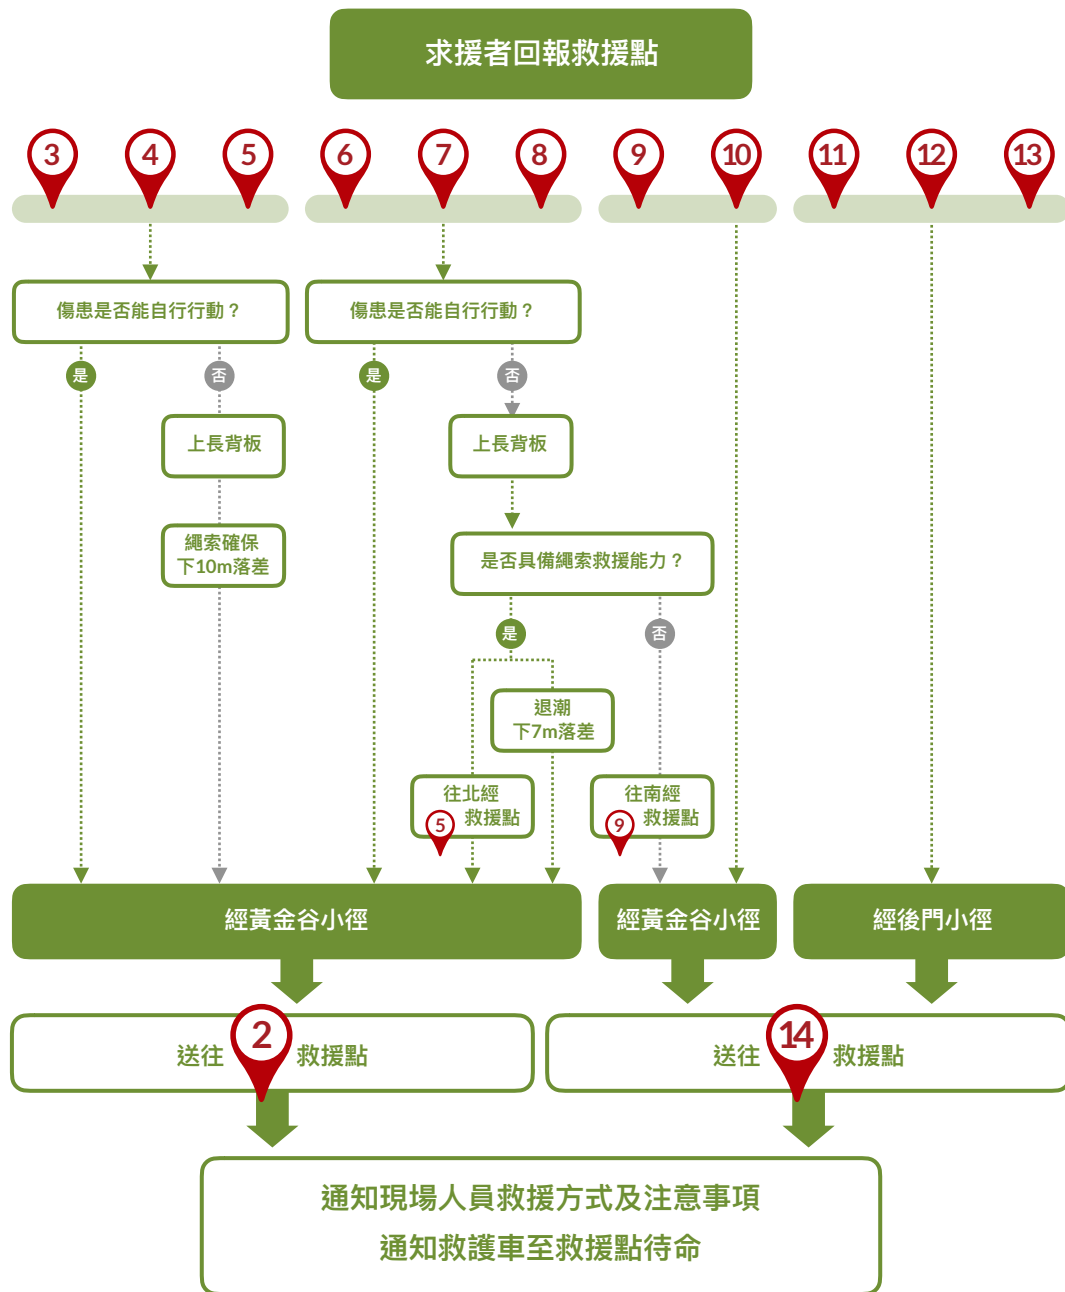 求援者回報救援點
3 4 5 6 7 8 9 10 11 12 13
傷患是否能自行行動？
傷患是否能自行行動？
是
否
是
否
上長背板
上長背板
繩索確保
下10m落差
是否具備繩索救援能力？
是
否
退潮
下7m落差
往北經
5 救援點
往南經
9 救援點
經黃金谷小徑
經黃金谷小徑
經後門小徑
送往 2 救援點
送往 14 救援點
通知現場人員救援方式及注意事項
通知救護車至救援點待命